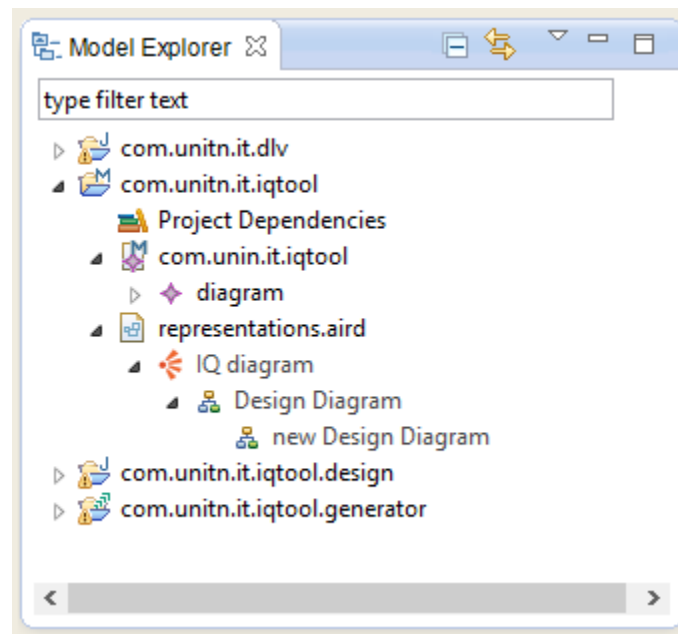 Model Explorer
type filter text
com.unitn.it.dlv
com.unitn.it.iqtool
Project Dependencies
com.unin.it.iqtool
diagram
representations.aird
IQ diagram
Design Diagram
new Design Diagram
com.unitn.it.iqtool.design
com.unitn.it.iqtool.generator